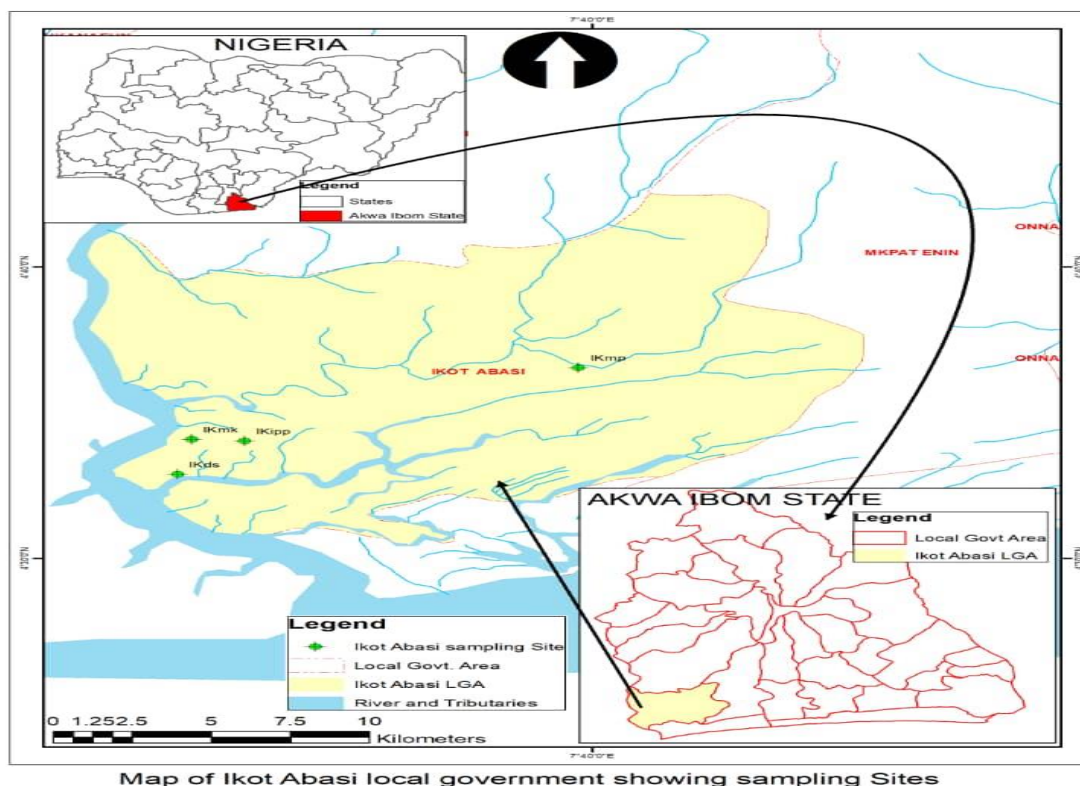 7°40'0"E
NIGERIA
Legend
States
Akwa Ibom State
ONNA
MKPAT ENIN
4°40'0"N
IKmp
ONNA
IKOT ABASI
IKmk
IKipp
IKds
AKWA IBOM STATE
Legend
Local Govt Area
Ikot Abasi LGA
Legend
Ikot Abasi sampling Site
Local Govt. Area
Ikot Abasi LGA
River and Tributaries
0 1.252.5 5 7.5 10
Kilometers
7°40'0"E
Map of Ikot Abasi local government showing sampling Sites